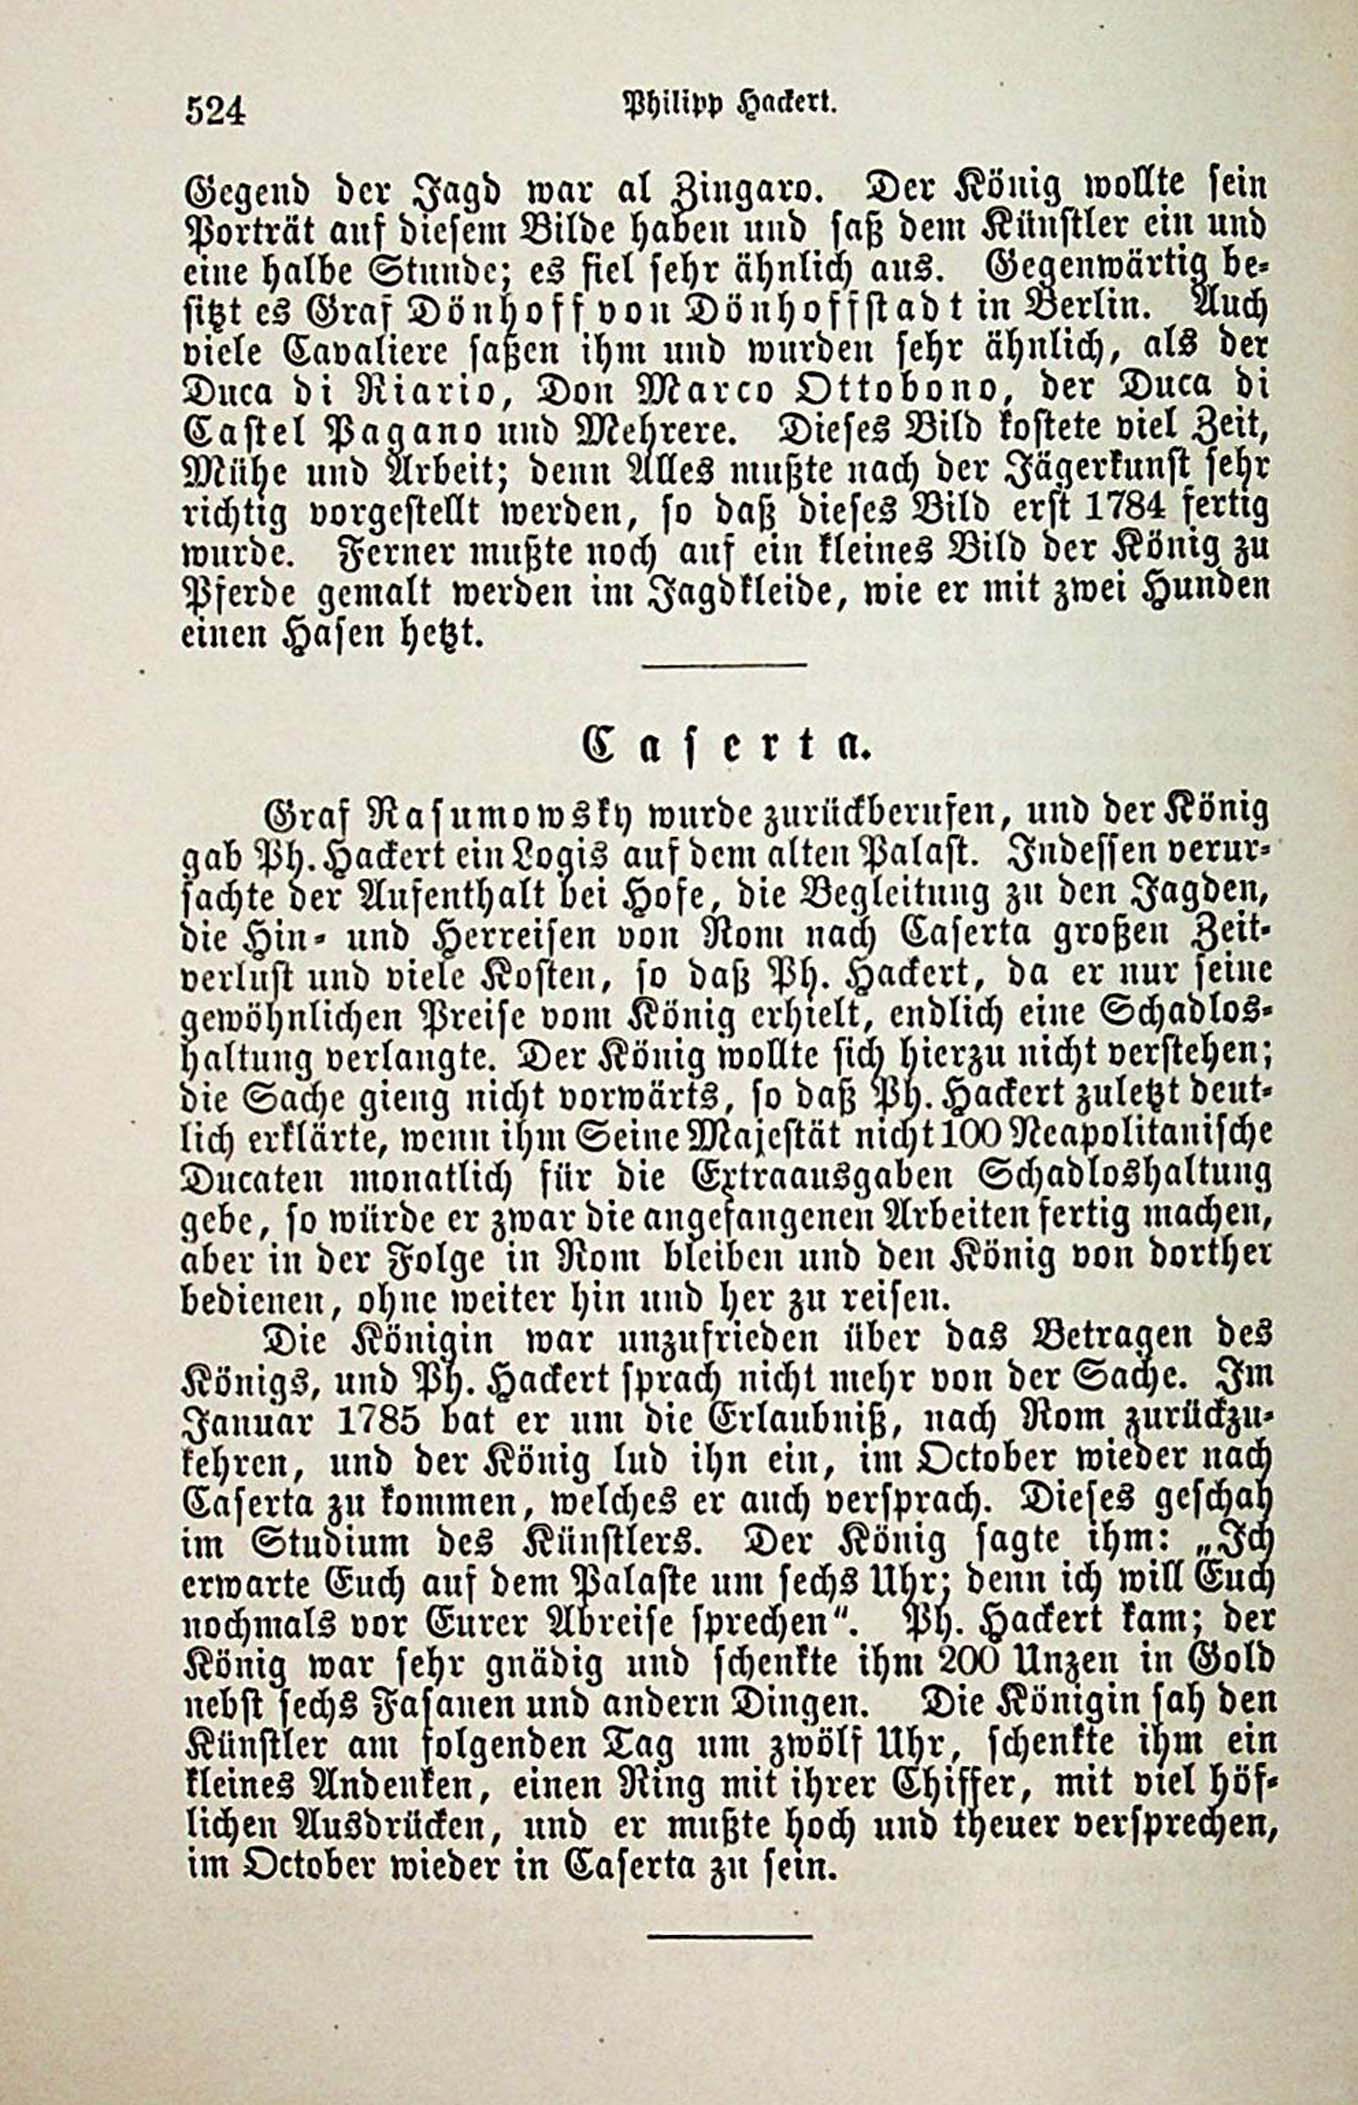 524 Philipp Hackert.
Gegend der Jagd war al Zingaro. Der König wollte sein
Porträt auf diesem Bilde haben und saß dem Künstler ein und
eine halbe Stunde; es fiel sehr ähnlich aus. Gegenwärtig be-
sitzt es Graf Dönhoff von Dönhoffstadt in Berlin. Auch
viele Cavaliere saßen ihm und wurden sehr ähnlich, als der
Duca di Riario, Don Marco Ottobono, der Duca di
Castel Pagano und Mehrere. Dieses Bild kostete viel Zeit,
Mühe und Arbeit; denn Alles mußte nach der Jägerkunst sehr
richtig vorgestellt werden, so daß dieses Bild erst 1784 fertig
wurde. Ferner mußte noch auf ein kleines Bild der König zu
Pferde gemalt werden im Jagdkleide, wie er mit zwei Hunden
einen Hasen hetzt.
Caserta.
Graf Rasumowsky wurde zurückberufen, und der König
gab Ph. Hackert ein Logis auf dem alten Palast. Indessen verur-
sachte der Aufenthalt bei Hofe, die Begleitung zu den Jagden,
die Hin- und Herreisen von Rom nach Caserta großen Zeit-
verlust und viele Kosten, so daß Ph. Hackert, da er nur seine
gewöhnlichen Preise vom König erhielt, endlich eine Schadlos-
haltung verlangte. Der König wollte sich hierzu nicht verstehen;
die Sache gieng nicht vorwärts, so daß Ph. Hackert zuletzt deut-
lich erklärte, wenn ihm Seine Majestät nicht 100 Neapolitanische
Ducaten monatlich für die Extraausgaben Schadloshaltung
gebe, so würde er zwar die angefangenen Arbeiten fertig machen,
aber in der Folge in Rom bleiben und den König von dorther
bedienen, ohne weiter hin und her zu reisen.
Die Königin war unzufrieden über das Betragen des
Königs, und Ph. Hackert sprach nicht mehr von der Sache. Im
Januar 1785 bat er um die Erlaubniß, nach Rom zurückzu-
kehren, und der König lud ihn ein, im October wieder nach
Caserta zu kommen, welches er auch versprach. Dieses geschah
im Studium des Künstlers. Der König sagte ihm: „Ich
erwarte Euch auf dem Palaste um sechs Uhr; denn ich will Euch
nochmals vor Eurer Abreise sprechen“. Ph. Hackert kam; der
König war sehr gnädig und schenkte ihm 200 Unzen in Gold
nebst sechs Fasanen und andern Dingen. Die Königin sah den
Künstler am folgenden Tag um zwölf Uhr, schenkte ihm ein
kleines Andenken, einen Ring mit ihrer Chiffer, mit viel höf-
lichen Ausdrücken, und er mußte hoch und theuer versprechen,
im October wieder in Caserta zu sein.